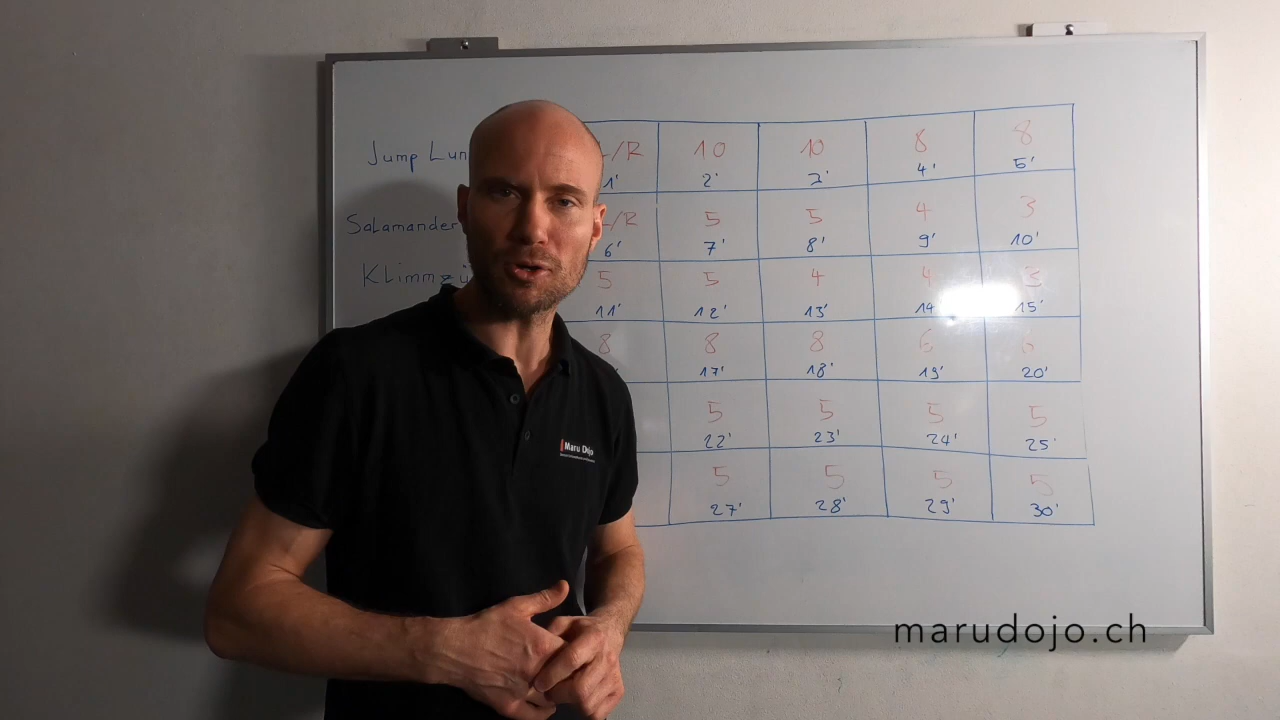 Jump Lun /R 10 10 8 8
1' 2' 3' 4' 5'
Salamander /R 5 5 4 3
6' 7' 8' 9' 10'
Klimmzü 5 5 4 4 3
11' 12' 13' 14 15'
8 8 8 6 6
17' 18' 19' 20'
5 5 5 5
22' 23' 24' 25'
5 5 5 5
27' 28' 29' 30'
Maru Dojo
marudojo.ch